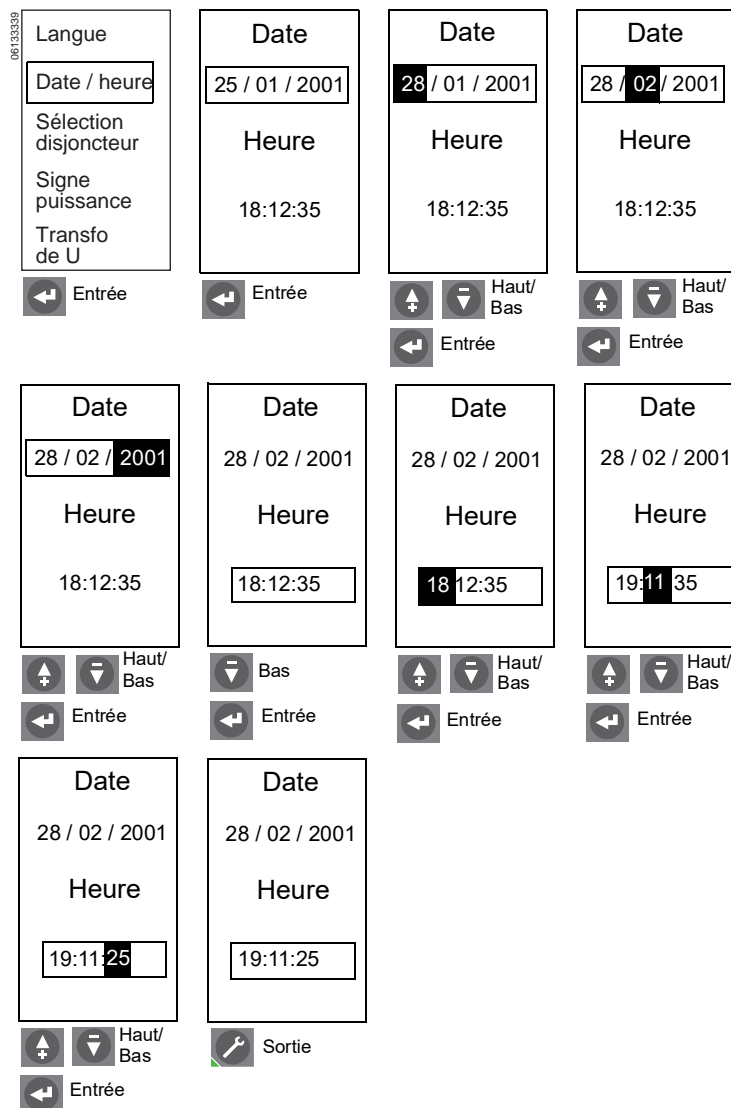 06133339
Langue
Date / heure
Sélection
disjoncteur
Signe
puissance
Transfo
de U
Entrée
Date
25 / 01 / 2001
Heure
18:12:35
Entrée
Date
28 / 01 / 2001
Heure
18:12:35
Haut/
Bas
Entrée
Date
28 / 02 / 2001
Heure
18:12:35
Haut/
Bas
Entrée
Date
28 / 02 / 2001
Heure
18:12:35
Haut/
Bas
Entrée
Date
28 / 02 / 2001
Heure
18:12:35
Bas
Entrée
Date
28 / 02 / 2001
Heure
18 12:35
Haut/
Bas
Entrée
Date
28 / 02 / 2001
Heure
19:11 35
Haut/
Bas
Entrée
Date
28 / 02 / 2001
Heure
19:11:25
Haut/
Bas
Entrée
Date
28 / 02 / 2001
Heure
19:11:25
Sortie